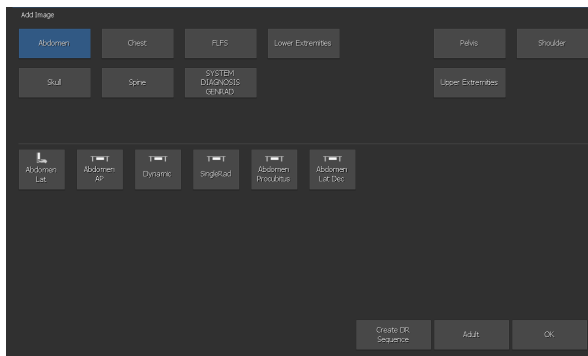 Add Image
Abdomen
Chest
FLFS
Lower Extremities
Pelvis
Shoulder
Skull
Spine
SYSTEM
DIAGNOSIS
GENRAD
Upper Extremities
Abdomen
Lat.
Abdomen
AP
Dynamic
SingleRad
Abdomen
Procubitus
Abdomen
Lat Dec
Create DR
Sequence
Adult
OK